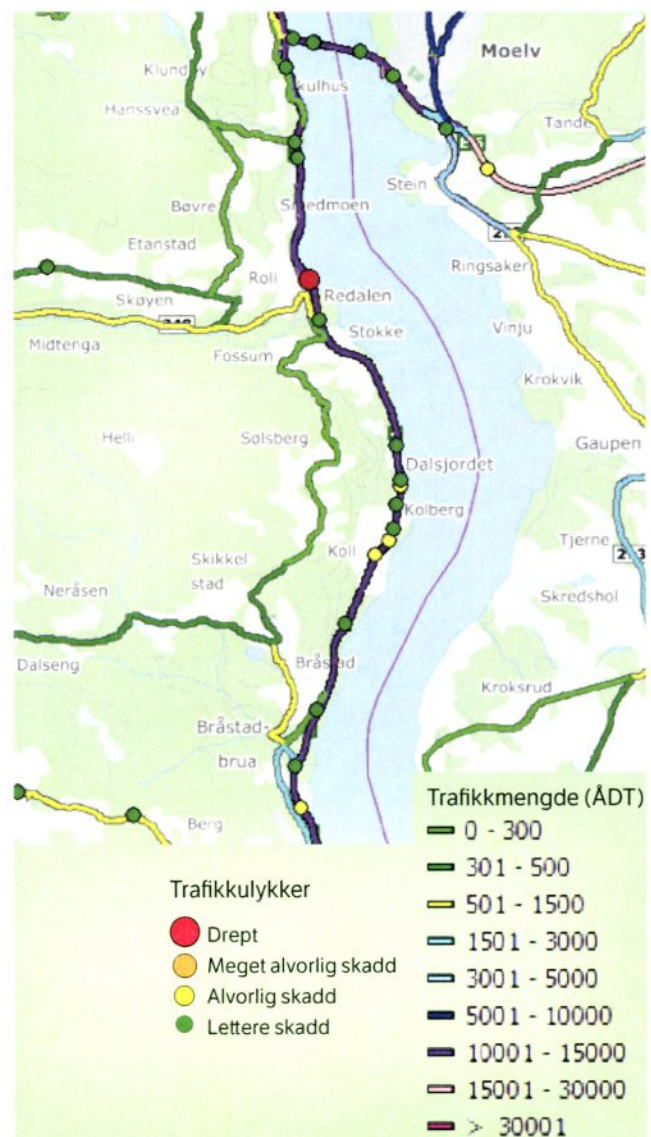 Moelv
Klundby
kulhus
Hanssvea
Tande
Stein
Smedmoen
Bøvre
Etanstad
Roli
Ringsaker
Skøyen
Redalen
Stokke
Vinju
Midtenga
Fossum
Krokvik
Helli
Sølsberg
Gaupen
Dalsjordet
Kolberg
Koll
Tjerne
Skikkel-
stad
Neråsen
Skredshol
Dalseng
Bråstad
Kroksrud
Bråstad-
brua
Berg
Trafikkmengde (ÅDT)
0 - 300
301 - 500
501 - 1500
1501 - 3000
3001 - 5000
5001 - 10000
10001 - 15000
15001 - 30000
> 30001
Trafikkulykker
Drept
Meget alvorlig skadd
Alvorlig skadd
Lettere skadd